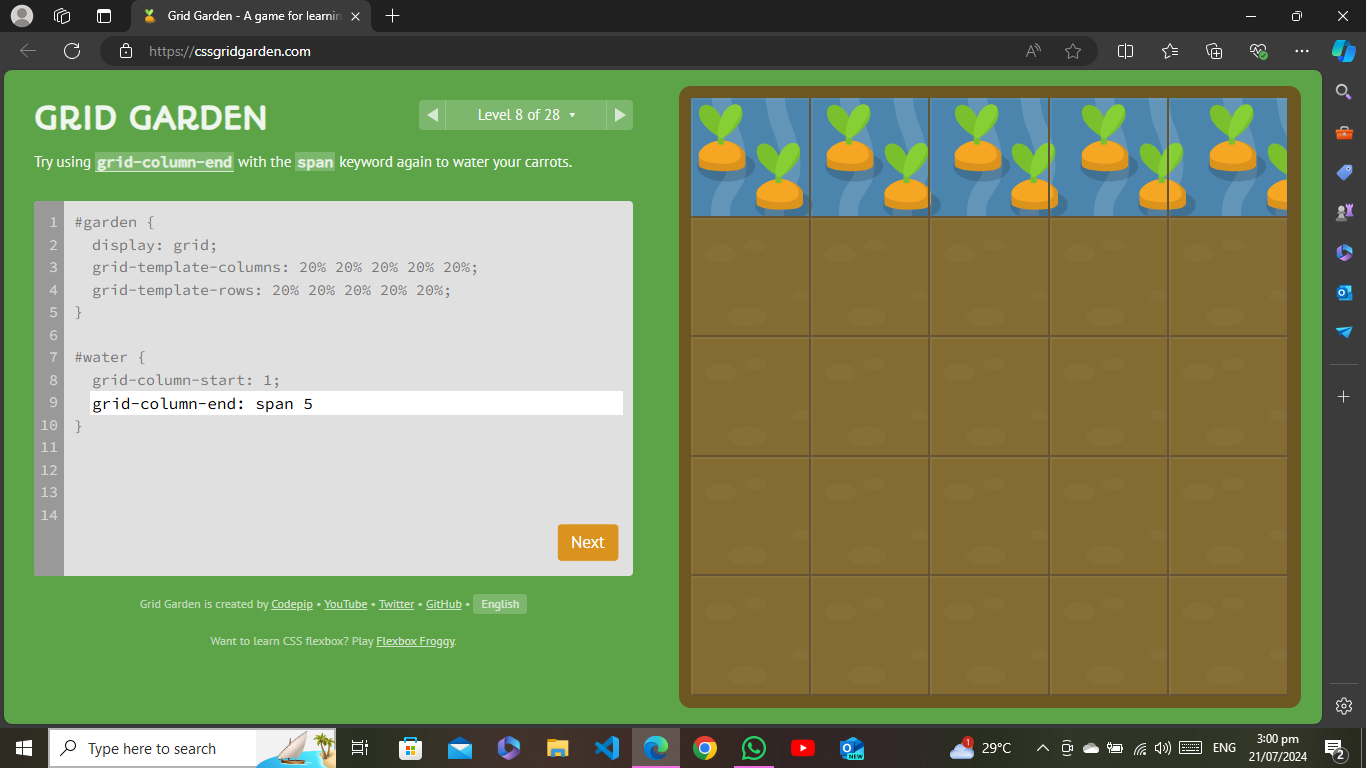 Grid Garden - A game for learnin
https://cssgridgarden.com
GRID GARDEN
Level 8 of 28
Try using grid-column-end with the span keyword again to water your carrots.
1 #garden {
2 display: grid;
3 grid-template-columns: 20% 20% 20% 20% 20%;
4 grid-template-rows: 20% 20% 20% 20% 20%;
5 }
6
7 #water {
8 grid-column-start: 1;
9 grid-column-end: span 5
10 }
11
12
13
14
Next
Grid Garden is created by Codepip • YouTube • Twitter • GitHub • English
Want to learn CSS flexbox? Play Flexbox Froggy.
Type here to search
NEW
1
29°C
ENG
3:00 pm
21/07/2024
2